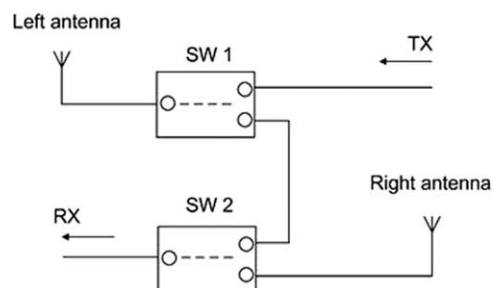 Left antenna
SW 1
TX
Right antenna
SW 2
RX